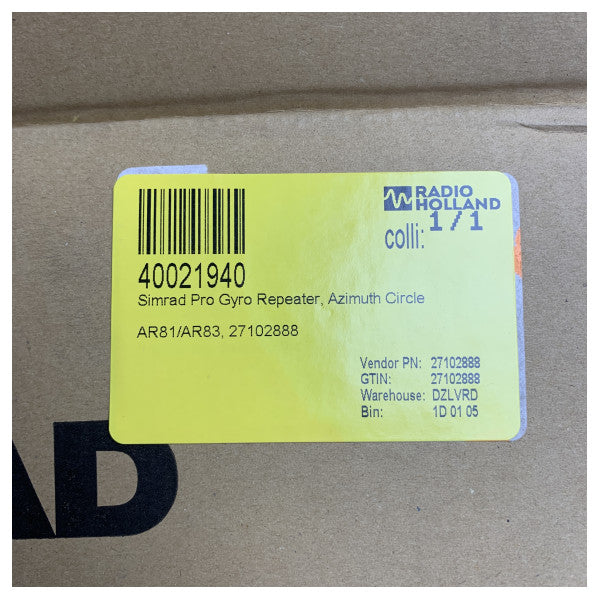 RADIO
HOLLAND
colli: 1/1
40021940
Simrad Pro Gyro Repeater, Azimuth Circle
AR81/AR83, 27102888
Vendor PN: 27102888
GTIN: 27102888
Warehouse: DZLVRD
Bin: 1D 01 05
AD